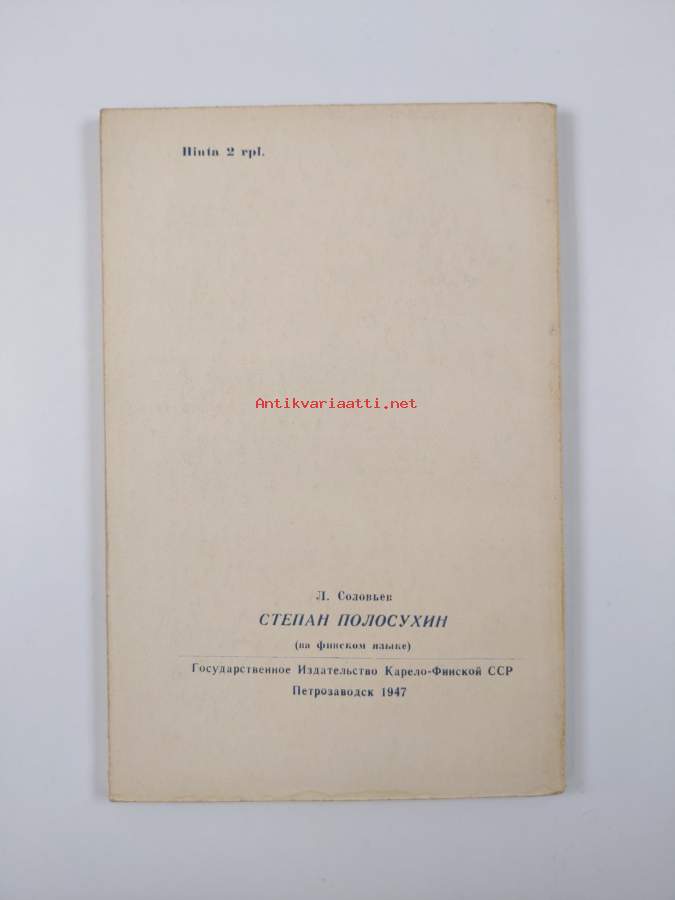 Hinta 2 rpl.
Antikvariaatti.net
Л. Соловьев
СТЕПАН ПОЛОСУХИН
(на финском языке)
Государственное Издательство Карело-Финской ССР
Петрозаводск 1947